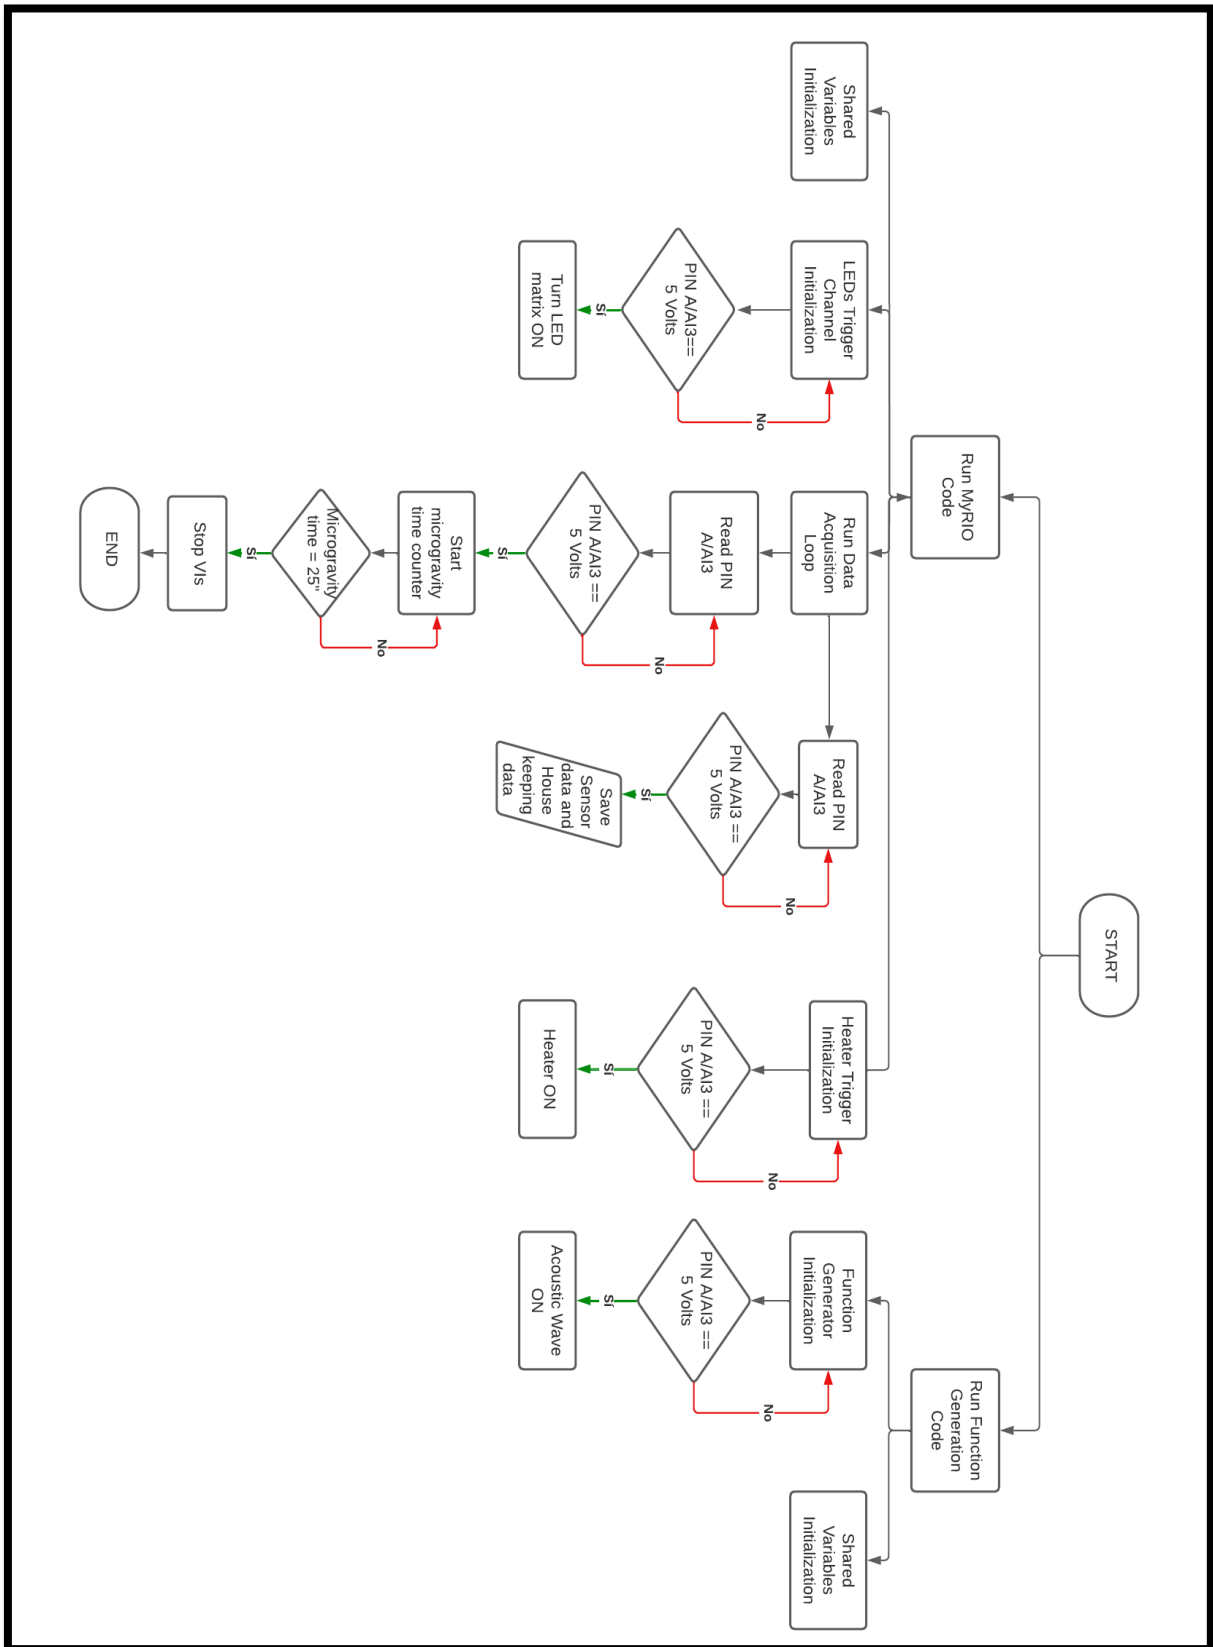 START
Run MyRIO
Code
Run Function
Generation
Code
Shared
Variables
Initialization
LEDs Trigger
Channel
Initialization
Run Data
Acquisition
Loop
Read PIN
A/AI3
Heater Trigger
Initialization
Function
Generator
Initialization
Shared
Variables
Initialization
PIN A/AI3==
5 Volts
No
Sí
Turn LED
matrix ON
Read PIN
A/AI3
PIN A/AI3 ==
5 Volts
No
Sí
Start
microgravity
time counter
Microgravity
time = 25"
No
Sí
Stop VIs
END
PIN A/AI3 ==
5 Volts
No
Sí
Save
Sensor
data and
House
keeping
data
PIN A/AI3 ==
5 Volts
No
Sí
Heater ON
PIN A/AI3 ==
5 Volts
No
Sí
Acoustic Wave
ON